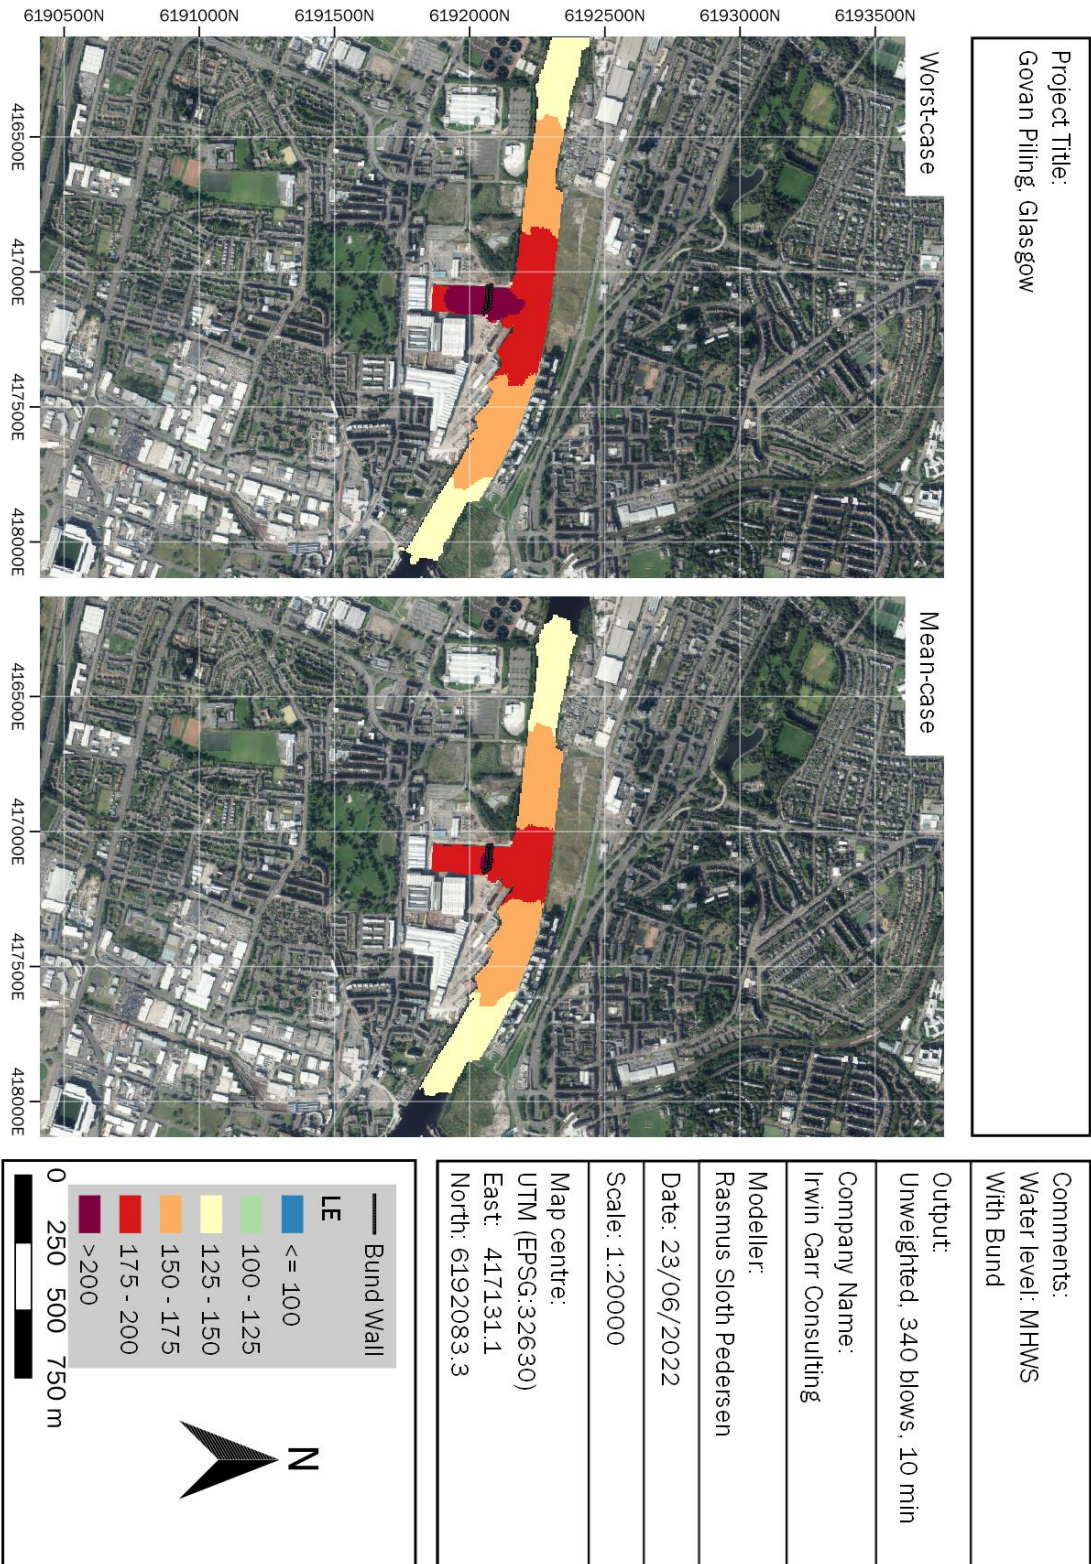 Project Title:
Govan Piling, Glasgow
Worst-case
6193500N
6193000N
6192500N
6192000N
6191500N
6191000N
6190500N
416500E
417000E
417500E
418000E
Mean-case
416500E
417000E
417500E
418000E
Comments:
Water level: MHWS
With Bund
Output:
Unweighted, 340 blows, 10 min
Company Name:
Irwin Carr Consulting
Modeller:
Rasmus Sloth Pedersen
Date: 23/06/2022
Scale: 1:20000
Map centre:
UTM (EPSG:32630)
East: 417131.1
North: 6192083.3
Bund Wall
LE
<= 100
100 - 125
125 - 150
150 - 175
175 - 200
>200
N
0 250 500 750 m